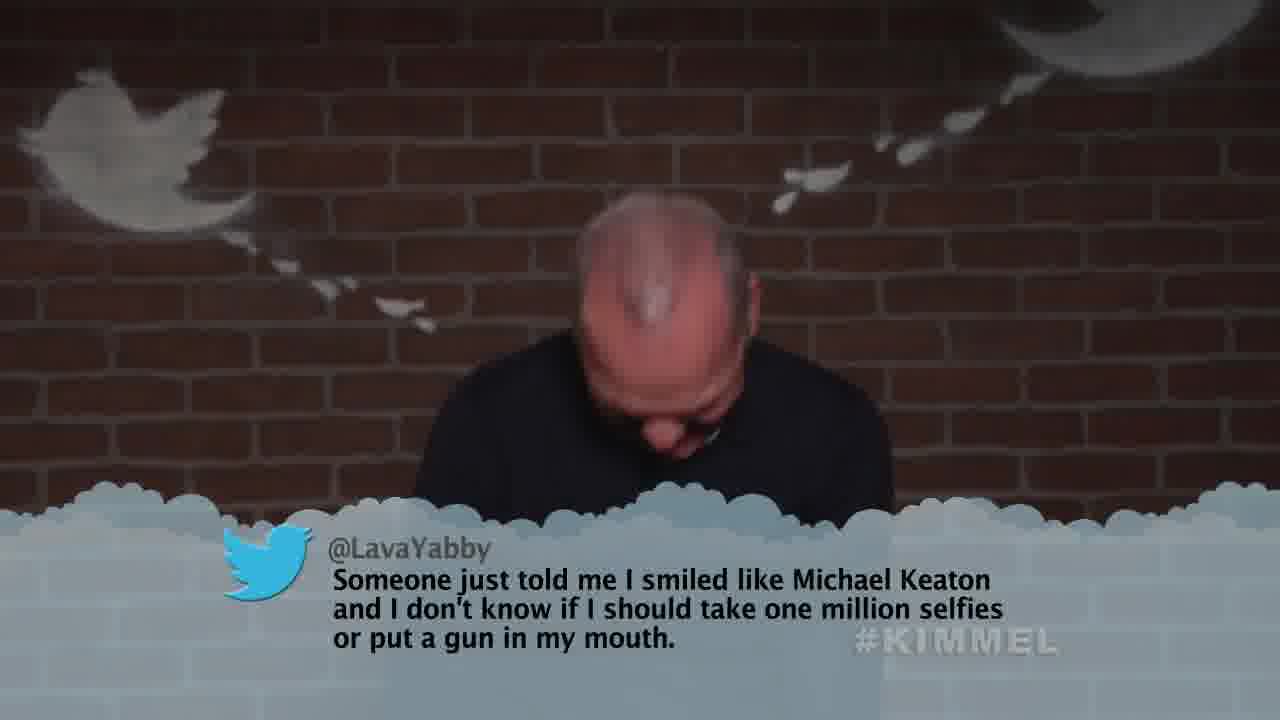 @LavaYabby
Someone just told me I smiled like Michael Keaton
and I don't know if I should take one million selfies
or put a gun in my mouth.
#KIMMEL